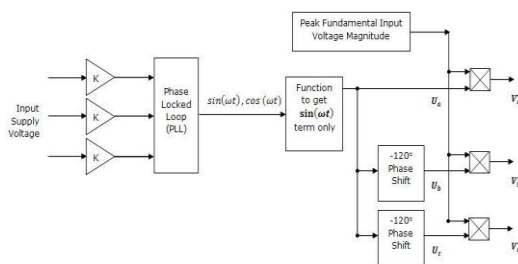 Peak Fundamental Input
Voltage Magnitude
K
K
K
Input
Supply
Voltage
Phase
Locked
Loop
(PLL)
sin(ωt), cos(ωt)
Function
to get
sin(ωt)
term only
U_a
-120°
Phase
Shift
U_b
-120°
Phase
Shift
U_c